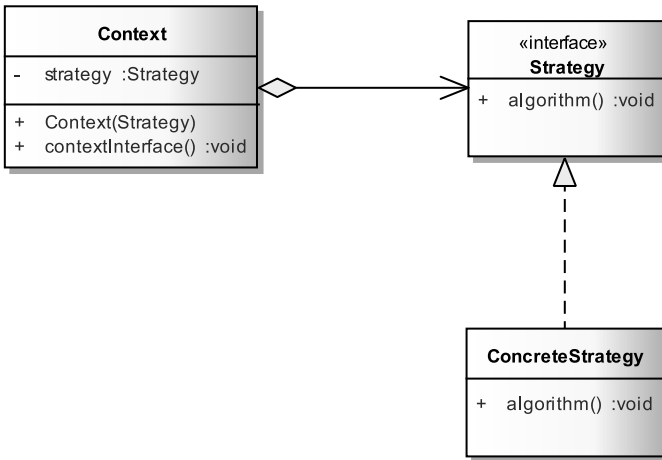 Context
- strategy :Strategy
+ Context(Strategy)
+ contextInterface() :void
«interface»
Strategy
+ algorithm() :void
ConcreteStrategy
+ algorithm() :void